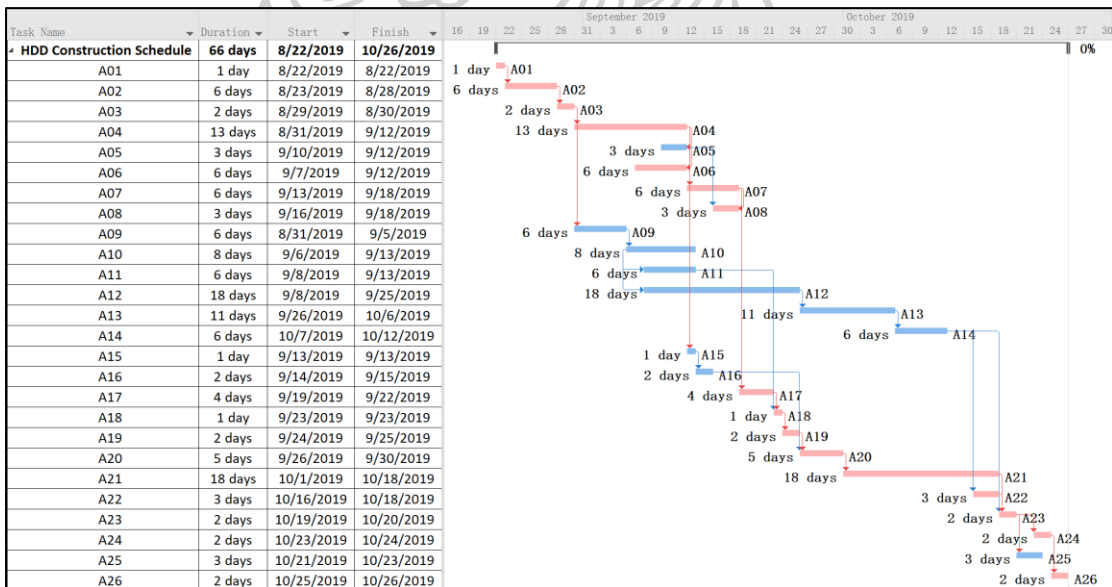 September 2019 October 2019
Task Name Duration Start Finish 16 19 22 25 28 31 3 6 9 12 15 18 21 24 27 30 3 6 9 12 15 18 21 24 27 30
HDD Construction Schedule 66 days 8/22/2019 10/26/2019 0%
A01 1 day 8/22/2019 8/22/2019 1 day A01
A02 6 days 8/23/2019 8/28/2019 6 days A02
A03 2 days 8/29/2019 8/30/2019 2 days A03
A04 13 days 8/31/2019 9/12/2019 13 days A04
A05 3 days 9/10/2019 9/12/2019 3 days A05
A06 6 days 9/7/2019 9/12/2019 6 days A06
A07 6 days 9/13/2019 9/18/2019 6 days A07
A08 3 days 9/16/2019 9/18/2019 3 days A08
A09 6 days 8/31/2019 9/5/2019 6 days A09
A10 8 days 9/6/2019 9/13/2019 8 days A10
A11 6 days 9/8/2019 9/13/2019 6 days A11
A12 18 days 9/8/2019 9/25/2019 18 days A12
A13 11 days 9/26/2019 10/6/2019 11 days A13
A14 6 days 10/7/2019 10/12/2019 6 days A14
A15 1 day 9/13/2019 9/13/2019 1 day A15
A16 2 days 9/14/2019 9/15/2019 2 days A16
A17 4 days 9/19/2019 9/22/2019 4 days A17
A18 1 day 9/23/2019 9/23/2019 1 day A18
A19 2 days 9/24/2019 9/25/2019 2 days A19
A20 5 days 9/26/2019 9/30/2019 5 days A20
A21 18 days 10/1/2019 10/18/2019 18 days A21
A22 3 days 10/16/2019 10/18/2019 3 days A22
A23 2 days 10/19/2019 10/20/2019 2 days A23
A24 2 days 10/23/2019 10/24/2019 2 days A24
A25 3 days 10/21/2019 10/23/2019 3 days A25
A26 2 days 10/25/2019 10/26/2019 2 days A26